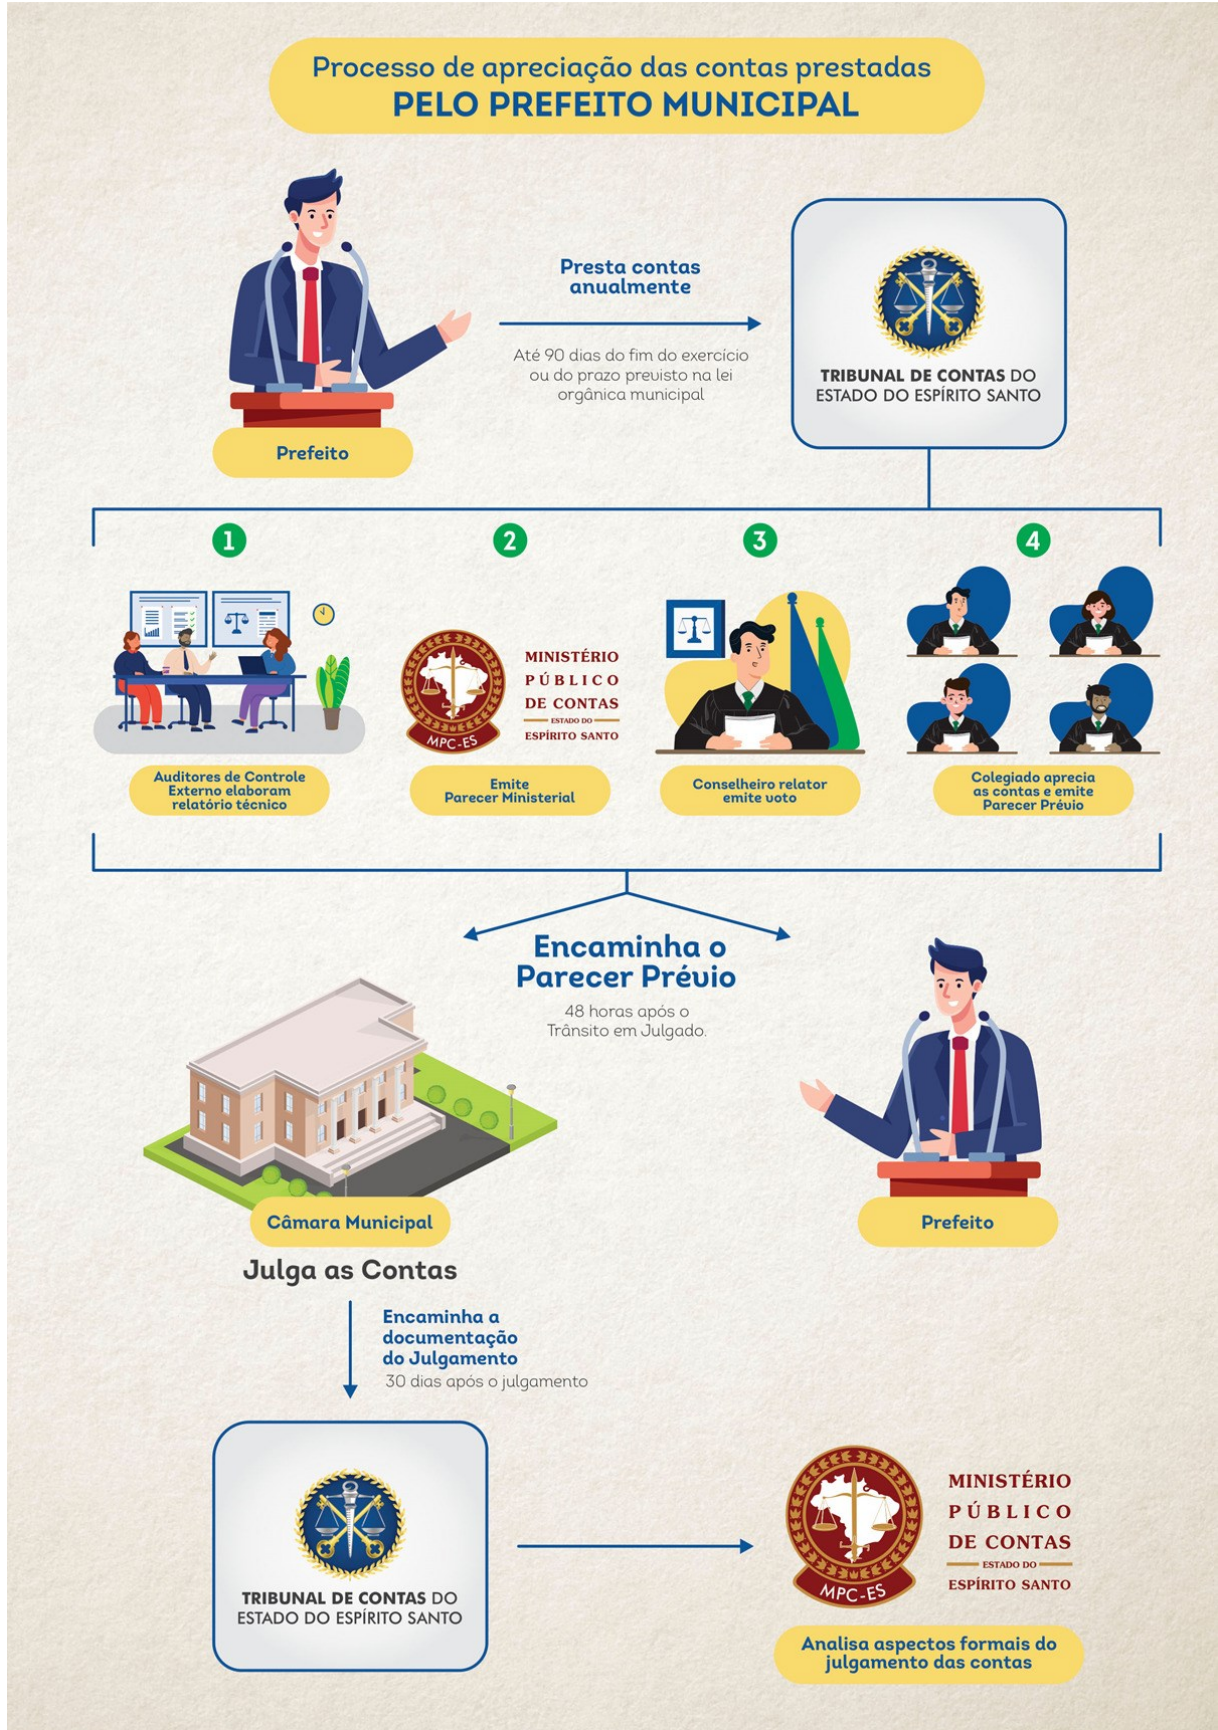 Processo de apreciação das contas prestadas
PELO PREFEITO MUNICIPAL
Presta contas
anualmente
Até 90 dias do fim do exercício
ou do prazo previsto na lei
orgânica municipal
Prefeito
TRIBUNAL DE CONTAS DO
ESTADO DO ESPÍRITO SANTO
1
Auditores de Controle
Externo elaboram
relatório técnico
2
MPC-ES
MINISTÉRIO
PÚBLICO
DE CONTAS
ESTADO DO
ESPÍRITO SANTO
Emite
Parecer Ministerial
3
Conselheiro relator
emite voto
4
Colegiado aprecia
as contas e emite
Parecer Prévio
Encaminha o
Parecer Prévio
48 horas após o
Trânsito em Julgado.
Câmara Municipal
Julga as Contas
Prefeito
Encaminha a
documentação
do Julgamento
30 dias após o julgamento
TRIBUNAL DE CONTAS DO
ESTADO DO ESPÍRITO SANTO
MPC-ES
MINISTÉRIO
PÚBLICO
DE CONTAS
ESTADO DO
ESPÍRITO SANTO
Analisa aspectos formais do
julgamento das contas